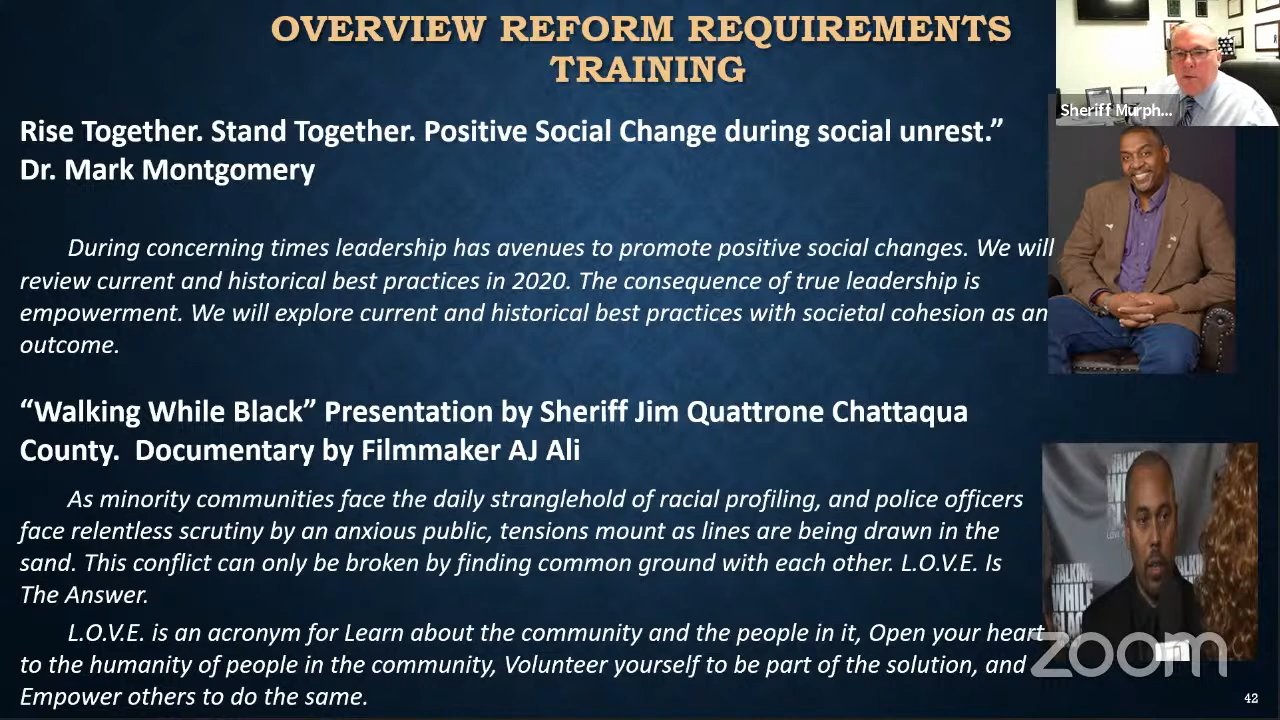 OVERVIEW REFORM REQUIREMENTS
TRAINING
Sheriff Murph...
Rise Together. Stand Together. Positive Social Change during social unrest.”
Dr. Mark Montgomery
During concerning times leadership has avenues to promote positive social changes. We will
review current and historical best practices in 2020. The consequence of true leadership is
empowerment. We will explore current and historical best practices with societal cohesion as an
outcome.
“Walking While Black” Presentation by Sheriff Jim Quattrone Chattaqua
County. Documentary by Filmmaker AJ Ali
As minority communities face the daily stranglehold of racial profiling, and police officers
face relentless scrutiny by an anxious public, tensions mount as lines are being drawn in the
sand. This conflict can only be broken by finding common ground with each other. L.O.V.E. Is
The Answer.
L.O.V.E. is an acronym for Learn about the community and the people in it, Open your heart
to the humanity of people in the community, Volunteer yourself to be part of the solution, and
Empower others to do the same.
WALKING
WHILE
zoom
42